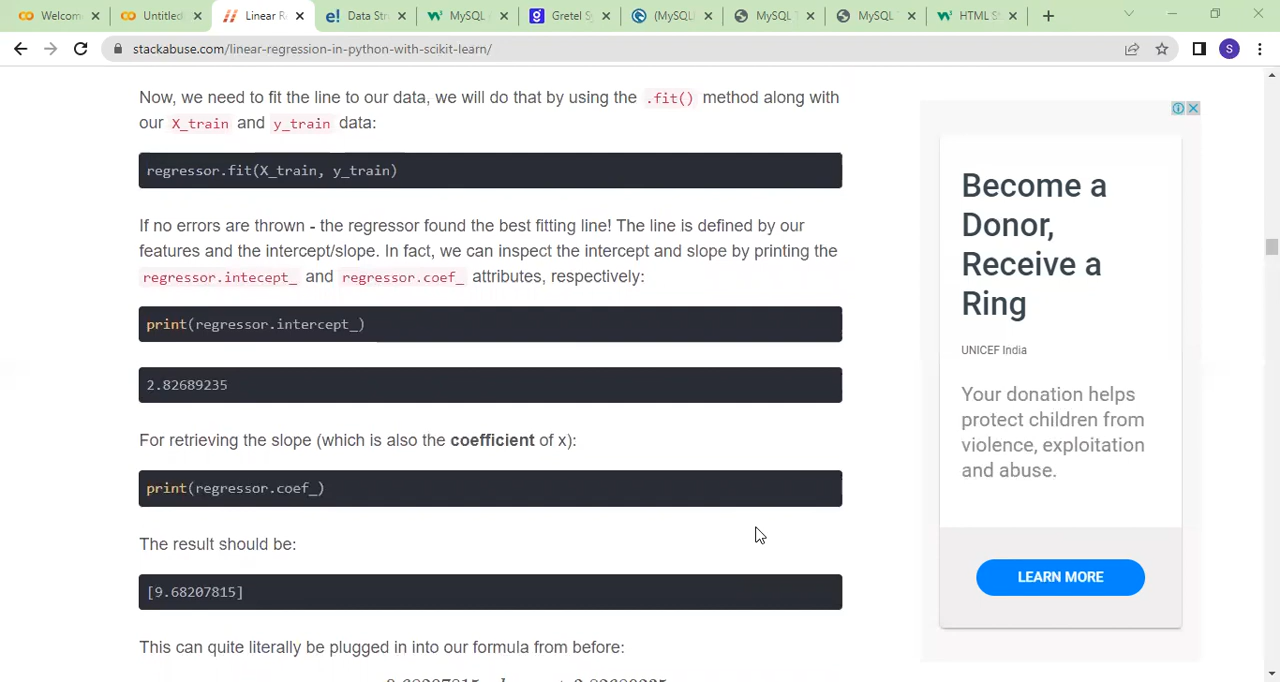 Welcom
Untitled
Linear R
Data Str
MySQL
Gretel Sy
(MySQL
MySQL T
MySQL
HTML S
stackabuse.com/linear-regression-in-python-with-scikit-learn/
S
Now, we need to fit the line to our data, we will do that by using the .fit() method along with
our X_train and y_train data:
regressor.fit(X_train, y_train)
If no errors are thrown - the regressor found the best fitting line! The line is defined by our
features and the intercept/slope. In fact, we can inspect the intercept and slope by printing the
regressor.intecept_ and regressor.coef_ attributes, respectively:
print(regressor.intercept_)
2.82689235
For retrieving the slope (which is also the coefficient of x):
print(regressor.coef_)
The result should be:
[9.68207815]
This can quite literally be plugged in into our formula from before:
Become a
Donor,
Receive a
Ring
UNICEF India
Your donation helps
protect children from
violence, exploitation
and abuse.
LEARN MORE